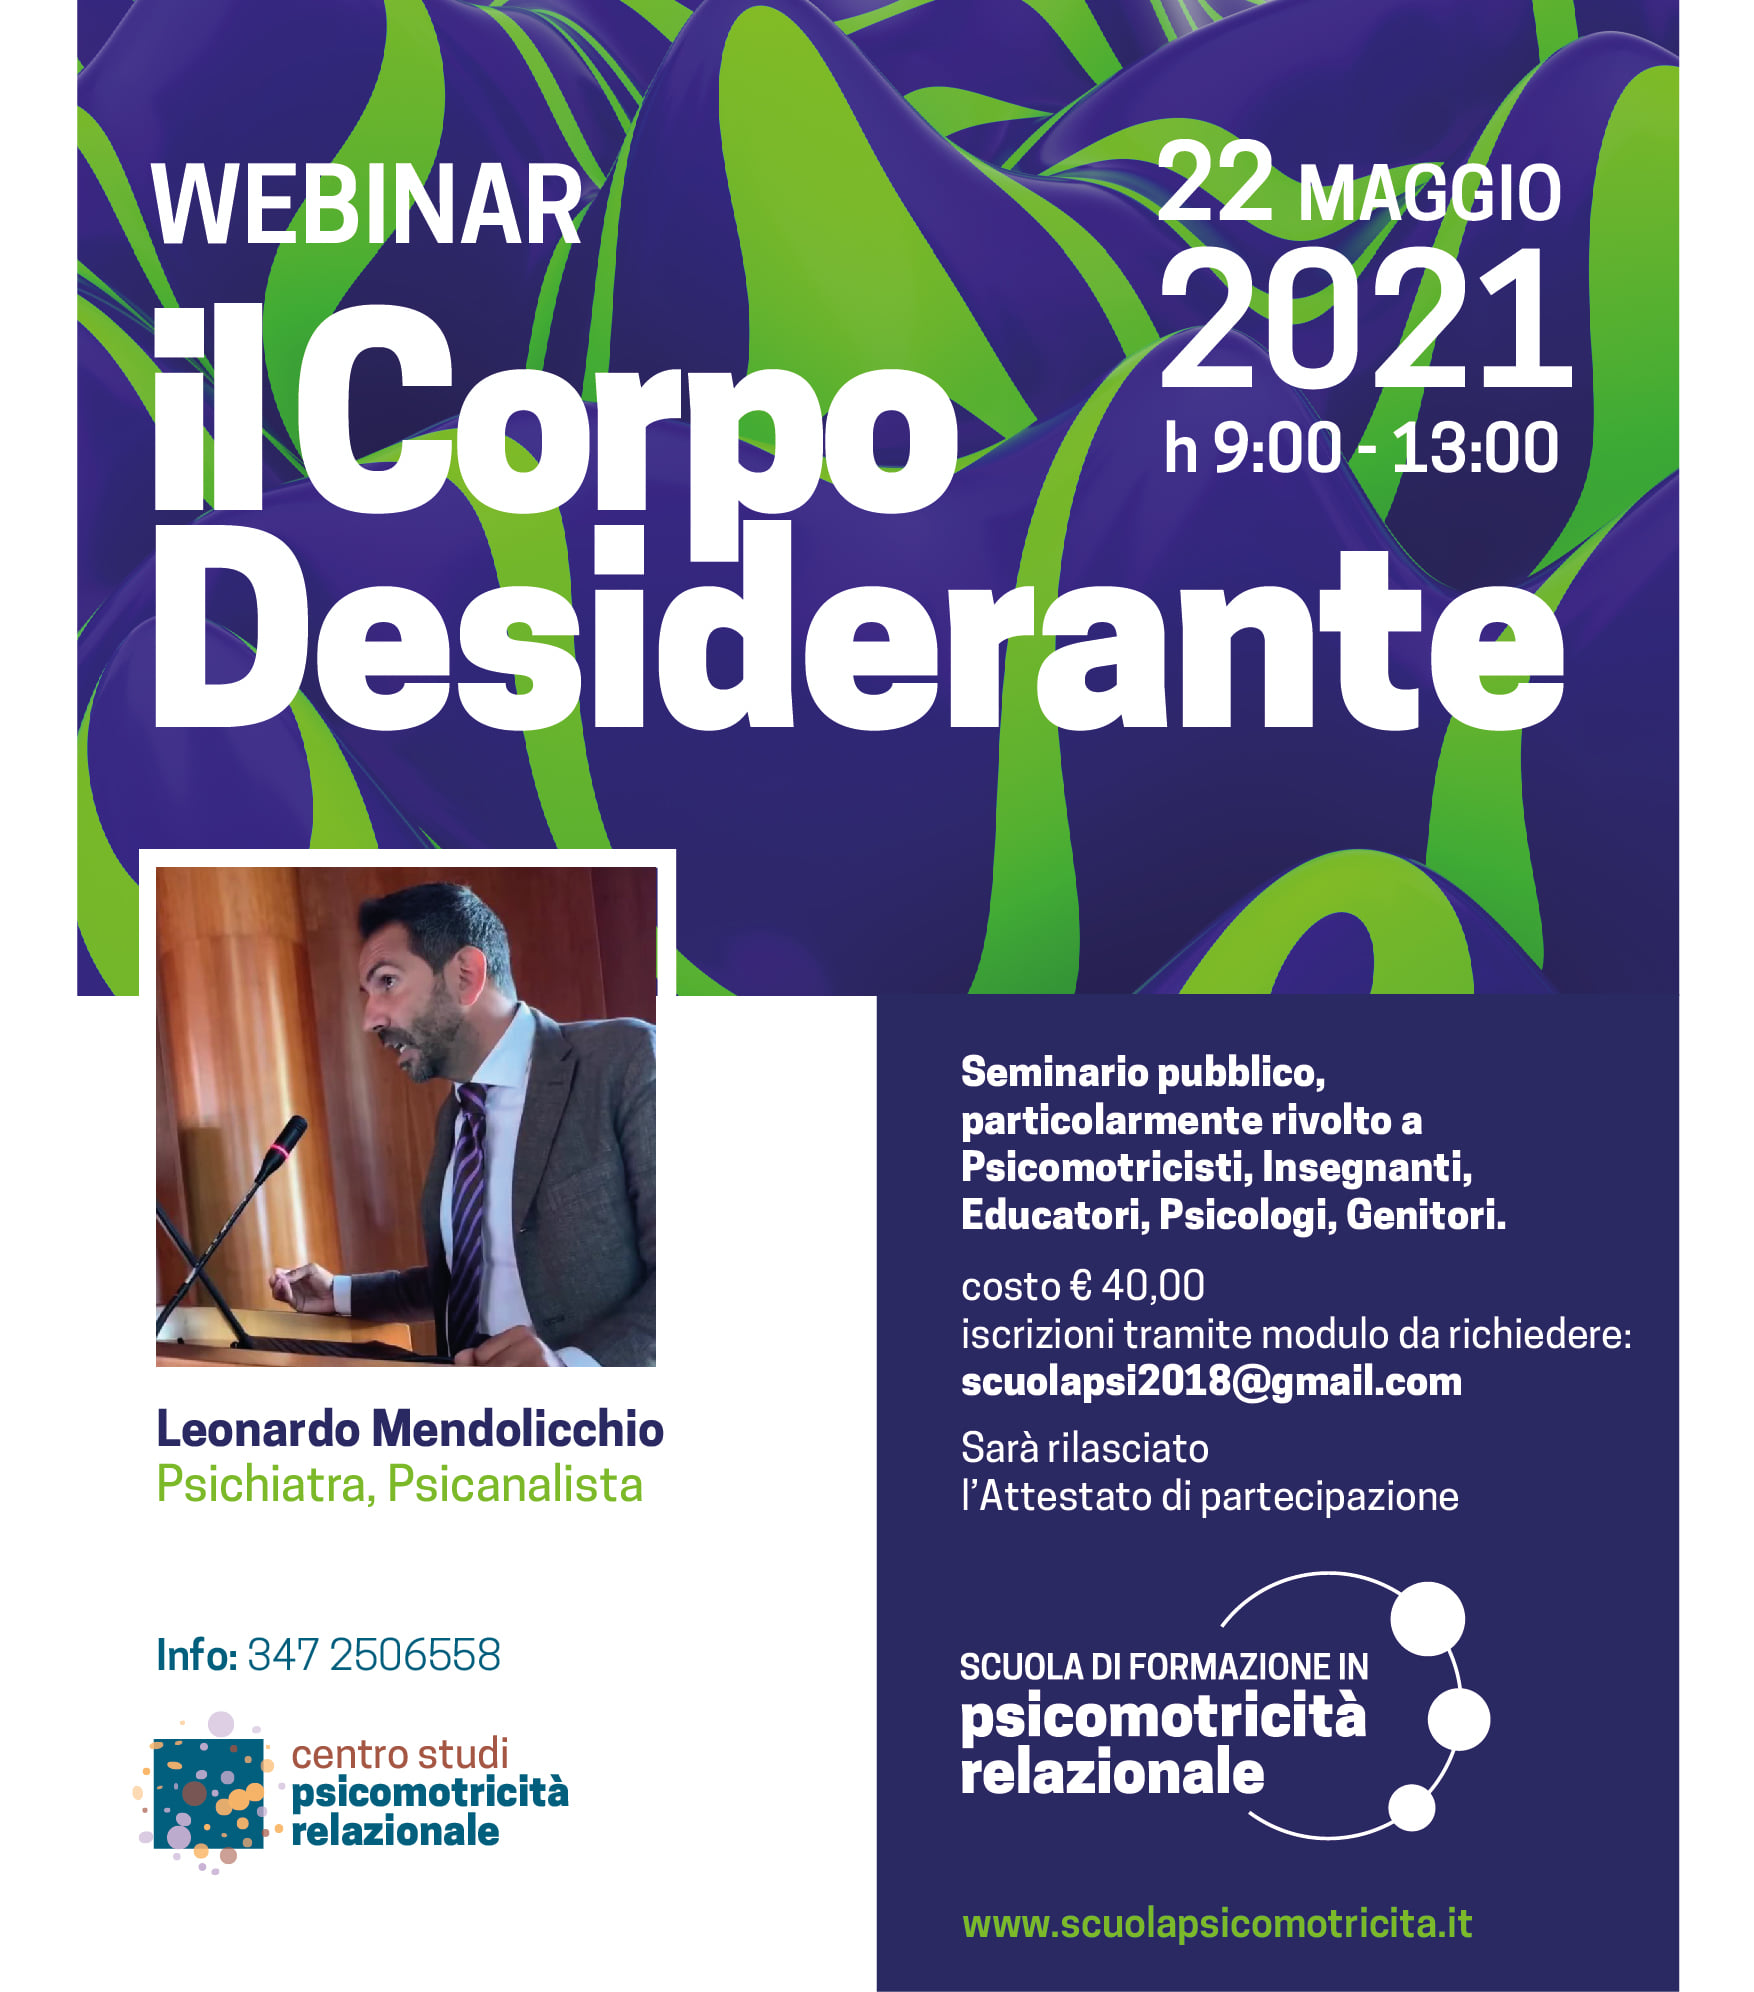 WEBINAR
il Corpo
Desiderante
22 MAGGIO
2021
h 9:00 - 13:00
Leonardo Mendolicchio
Psichiatra, Psicanalista
Info: 347 2506558
centro studi
psicomotricità
relazionale
Seminario pubblico,
particolarmente rivolto a
Psicomotricisti, Insegnanti,
Educatori, Psicologi, Genitori.
costo € 40,00
iscrizioni tramite modulo da richiedere:
scuolapsi2018@gmail.com
Sarà rilasciato
l’Attestato di partecipazione
SCUOLA DI FORMAZIONE IN
psicomotricità
relazionale
www.scuolapsicomotricita.it